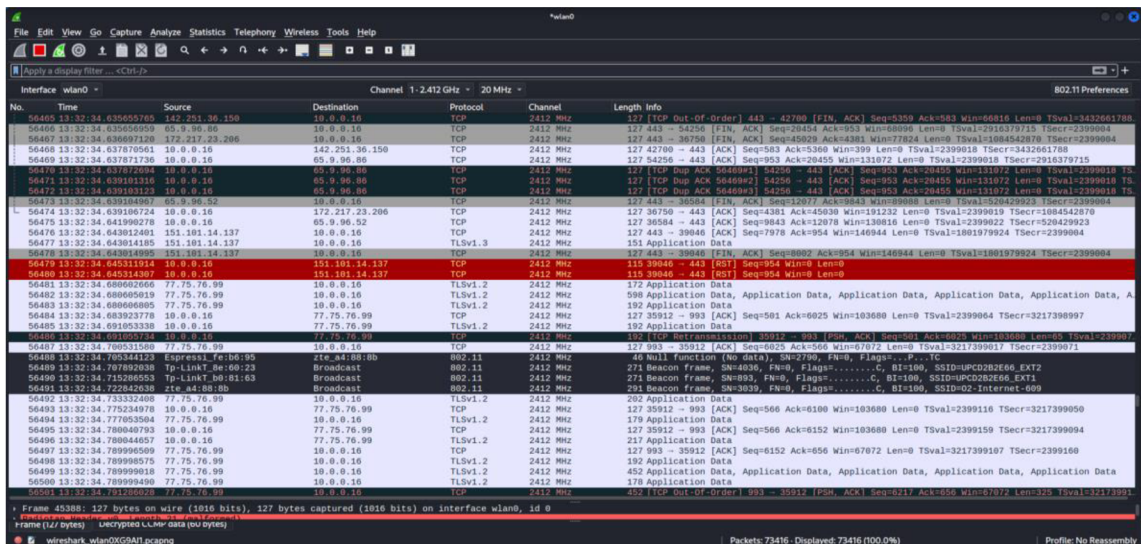 *wlan0
File Edit View Go Capture Analyze Statistics Telephony Wireless Tools Help
Apply a display filter ... <Ctrl-/>
Interface wlan0 Channel 1 · 2.412 GHz 20 MHz 802.11 Preferences
No. Time Source Destination Protocol Channel Length Info
56465 13:32:34.635655765 142.251.36.150 10.0.0.16 TCP 2412 MHz 127 [TCP Out-Of-Order] 443 → 42700 [FIN, ACK] Seq=5359 Ack=583 Win=66816 Len=0 TSval=3432661788
56466 13:32:34.635656959 65.9.96.86 10.0.0.16 TCP 2412 MHz 127 443 → 54256 [FIN, ACK] Seq=20454 Ack=953 Win=68096 Len=0 TSval=2916379715 TSecr=2399004
56467 13:32:34.636697120 172.217.23.206 10.0.0.16 TCP 2412 MHz 127 443 → 36750 [FIN, ACK] Seq=45029 Ack=4381 Win=77824 Len=0 TSval=1084542870 TSecr=2399004
56468 13:32:34.637870561 10.0.0.16 142.251.36.150 TCP 2412 MHz 127 42700 → 443 [ACK] Seq=583 Ack=5360 Win=399 Len=0 TSval=2399018 TSecr=3432661788
56469 13:32:34.637871736 10.0.0.16 65.9.96.86 TCP 2412 MHz 127 54256 → 443 [ACK] Seq=953 Ack=20455 Win=131072 Len=0 TSval=2399018 TSecr=2916379715
56470 13:32:34.637872694 10.0.0.16 65.9.96.86 TCP 2412 MHz 127 [TCP Dup ACK 56469#1] 54256 → 443 [ACK] Seq=953 Ack=20455 Win=131072 Len=0 TSval=2399018 TS.
56471 13:32:34.639101316 10.0.0.16 65.9.96.86 TCP 2412 MHz 127 [TCP Dup ACK 56469#2] 54256 → 443 [ACK] Seq=953 Ack=20455 Win=131072 Len=0 TSval=2399018 TS.
56472 13:32:34.639103123 10.0.0.16 65.9.96.86 TCP 2412 MHz 127 [TCP Dup ACK 56469#3] 54256 → 443 [ACK] Seq=953 Ack=20455 Win=131072 Len=0 TSval=2399018 TS.
56473 13:32:34.639104967 65.9.96.52 10.0.0.16 TCP 2412 MHz 127 443 → 36584 [FIN, ACK] Seq=12077 Ack=9843 Win=89088 Len=0 TSval=520429923 TSecr=2399004
56474 13:32:34.639106724 10.0.0.16 172.217.23.206 TCP 2412 MHz 127 36750 → 443 [ACK] Seq=4381 Ack=45030 Win=191232 Len=0 TSval=2399019 TSecr=1084542870
56475 13:32:34.641990278 10.0.0.16 65.9.96.52 TCP 2412 MHz 127 36584 → 443 [ACK] Seq=9843 Ack=12078 Win=130816 Len=0 TSval=2399022 TSecr=520429923
56476 13:32:34.643012401 151.101.14.137 10.0.0.16 TCP 2412 MHz 127 443 → 39046 [ACK] Seq=7978 Ack=954 Win=146944 Len=0 TSval=1801979924 TSecr=2399004
56477 13:32:34.643014185 151.101.14.137 10.0.0.16 TLSv1.3 2412 MHz 151 Application Data
56478 13:32:34.643014995 151.101.14.137 10.0.0.16 TCP 2412 MHz 127 443 → 39046 [FIN, ACK] Seq=8002 Ack=954 Win=146944 Len=0 TSval=1801979924 TSecr=2399004
56479 13:32:34.645311914 10.0.0.16 151.101.14.137 TCP 2412 MHz 115 39046 → 443 [RST] Seq=954 Win=0 Len=0
56480 13:32:34.645314307 10.0.0.16 151.101.14.137 TCP 2412 MHz 115 39046 → 443 [RST] Seq=954 Win=0 Len=0
56481 13:32:34.680602666 77.75.76.99 10.0.0.16 TLSv1.2 2412 MHz 172 Application Data
56482 13:32:34.680605019 77.75.76.99 10.0.0.16 TLSv1.2 2412 MHz 598 Application Data, Application Data, Application Data, Application Data, Application Data, A.
56483 13:32:34.680606805 77.75.76.99 10.0.0.16 TLSv1.2 2412 MHz 192 Application Data
56484 13:32:34.683923778 10.0.0.16 77.75.76.99 TCP 2412 MHz 127 35912 → 993 [ACK] Seq=501 Ack=6025 Win=103680 Len=0 TSval=2399064 TSecr=3217398997
56485 13:32:34.691053338 10.0.0.16 77.75.76.99 TLSv1.2 2412 MHz 192 Application Data
56486 13:32:34.691055734 10.0.0.16 77.75.76.99 TCP 2412 MHz 192 [TCP Retransmission] 35912 → 993 [PSH, ACK] Seq=501 Ack=6025 Win=103680 Len=65 TSval=239907.
56487 13:32:34.700531580 77.75.76.99 10.0.0.16 TCP 2412 MHz 127 993 → 35912 [ACK] Seq=6025 Ack=566 Win=67072 Len=0 TSval=3217399017 TSecr=2399071
56488 13:32:34.705344123 Espressi_fe:b6:95 zte_a4:88:8b 802.11 2412 MHz 46 Null function (No data), SN=2790, FN=0, Flags=...P...TC
56489 13:32:34.707892038 Tp-LinkT_8e:60:23 Broadcast 802.11 2412 MHz 271 Beacon frame, SN=4036, FN=0, Flags=........C, BI=100, SSID=UPCD2B2E66_EXT2
56490 13:32:34.715286553 Tp-LinkT_b0:81:63 Broadcast 802.11 2412 MHz 271 Beacon frame, SN=893, FN=0, Flags=........C, BI=100, SSID=UPCD2B2E66_EXT1
56491 13:32:34.722642638 zte_a4:88:8b Broadcast 802.11 2412 MHz 291 Beacon frame, SN=3039, FN=0, Flags=........C, BI=100, SSID=O2-Internet-609
56492 13:32:34.733332408 77.75.76.99 10.0.0.16 TLSv1.2 2412 MHz 202 Application Data
56493 13:32:34.775234978 10.0.0.16 77.75.76.99 TCP 2412 MHz 127 35912 → 993 [ACK] Seq=566 Ack=6100 Win=103680 Len=0 TSval=2399116 TSecr=3217399050
56494 13:32:34.777053504 77.75.76.99 10.0.0.16 TLSv1.2 2412 MHz 179 Application Data
56495 13:32:34.780040793 10.0.0.16 77.75.76.99 TCP 2412 MHz 127 35912 → 993 [ACK] Seq=566 Ack=6152 Win=103680 Len=0 TSval=2399159 TSecr=3217399094
56496 13:32:34.780044657 10.0.0.16 77.75.76.99 TLSv1.2 2412 MHz 217 Application Data
56497 13:32:34.789996509 77.75.76.99 10.0.0.16 TCP 2412 MHz 127 993 → 35912 [ACK] Seq=6152 Ack=656 Win=67072 Len=0 TSval=3217399107 TSecr=2399160
56498 13:32:34.789998575 77.75.76.99 10.0.0.16 TLSv1.2 2412 MHz 192 Application Data
56499 13:32:34.789999018 77.75.76.99 10.0.0.16 TLSv1.2 2412 MHz 452 Application Data, Application Data, Application Data, Application Data, Application Data
56500 13:32:34.789999490 77.75.76.99 10.0.0.16 TLSv1.2 2412 MHz 178 Application Data
56501 13:32:34.791286028 77.75.76.99 10.0.0.16 TCP 2412 MHz 452 [TCP Out-Of-Order] 993 → 35912 [PSH, ACK] Seq=6217 Ack=656 Win=67072 Len=325 TSval=32173991.
Frame 45388: 127 bytes on wire (1016 bits), 127 bytes captured (1016 bits) on interface wlan0, id 0
Frame (127 bytes) Decrypted CCMP data (60 bytes)
wireshark_wlan0XG9AI1.pcapng Packets: 73416 · Displayed: 73416 (100.0%) Profile: No Reassembly